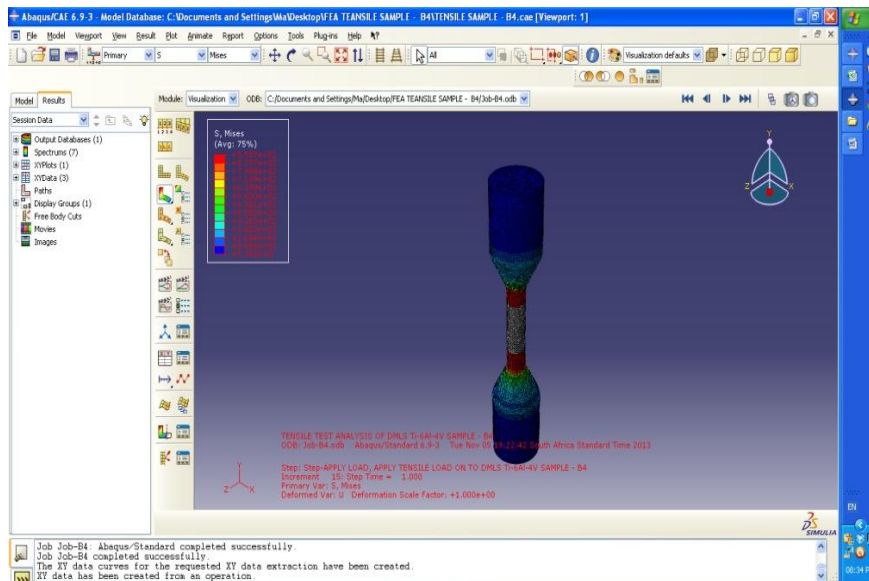 Abaqus/CAE 6.9-3 - Model Database: C:\Documents and Settings\Ma\Desktop\FEA TEANSILE SAMPLE - B4\TENSILE SAMPLE - B4.cae [Viewport: 1]
File Model Viewport View Result Plot Animate Report Options Tools Plug-ins Help
Primary S Mises All Visualization defaults
Model Results
Module: Visualization ODB: C:/Documents and Settings/Ma/Desktop/FEA TEANSILE SAMPLE - B4/Job-B4.odb
Session Data
Output Databases (1)
Spectrums (7)
XYPlots (1)
XYData (3)
Paths
Display Groups (1)
Free Body Cuts
Movies
Images
S, Mises
(Avg: 75%)
Y
Z X
TENSILE TEST ANALYSIS OF DMLS Ti-6Al-4V SAMPLE - B4
ODB: Job-B4.odb Abaqus/Standard 6.9-3 Tue Nov 05 19:22:42 South Africa Standard Time 2013
Step: Step-APPLY LOAD, APPLY TENSILE LOAD ON TO DMLS Ti-6Al-4V SAMPLE - B4
Increment 15: Step Time = 1.000
Primary Var: S, Mises
Deformed Var: U Deformation Scale Factor: +1.000e+00
Y
Z X
SIMULIA
EN
Job Job-B4: Abaqus/Standard completed successfully.
Job Job-B4 completed successfully.
The XY data curves for the requested XY data extraction have been created.
XY data has been created from an operation.
08:34 P